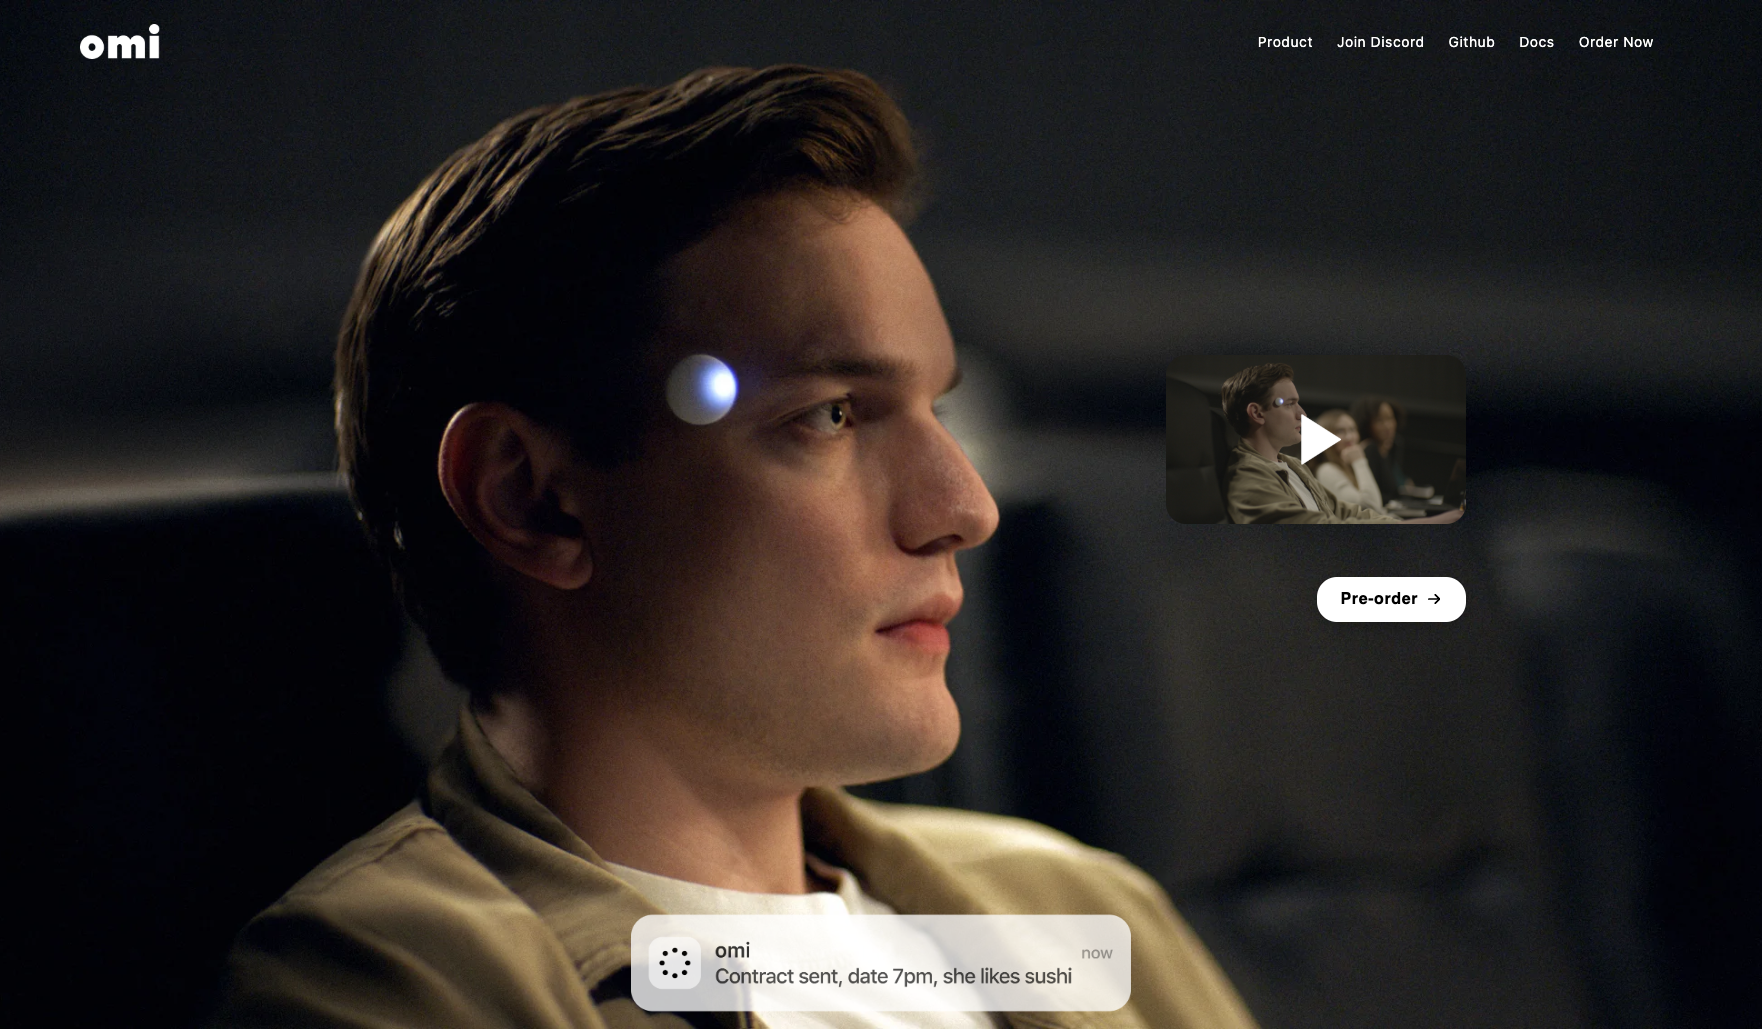 omi
Product
Join Discord
Github
Docs
Order Now
Pre-order →
omi
now
Contract sent, date 7pm, she likes sushi